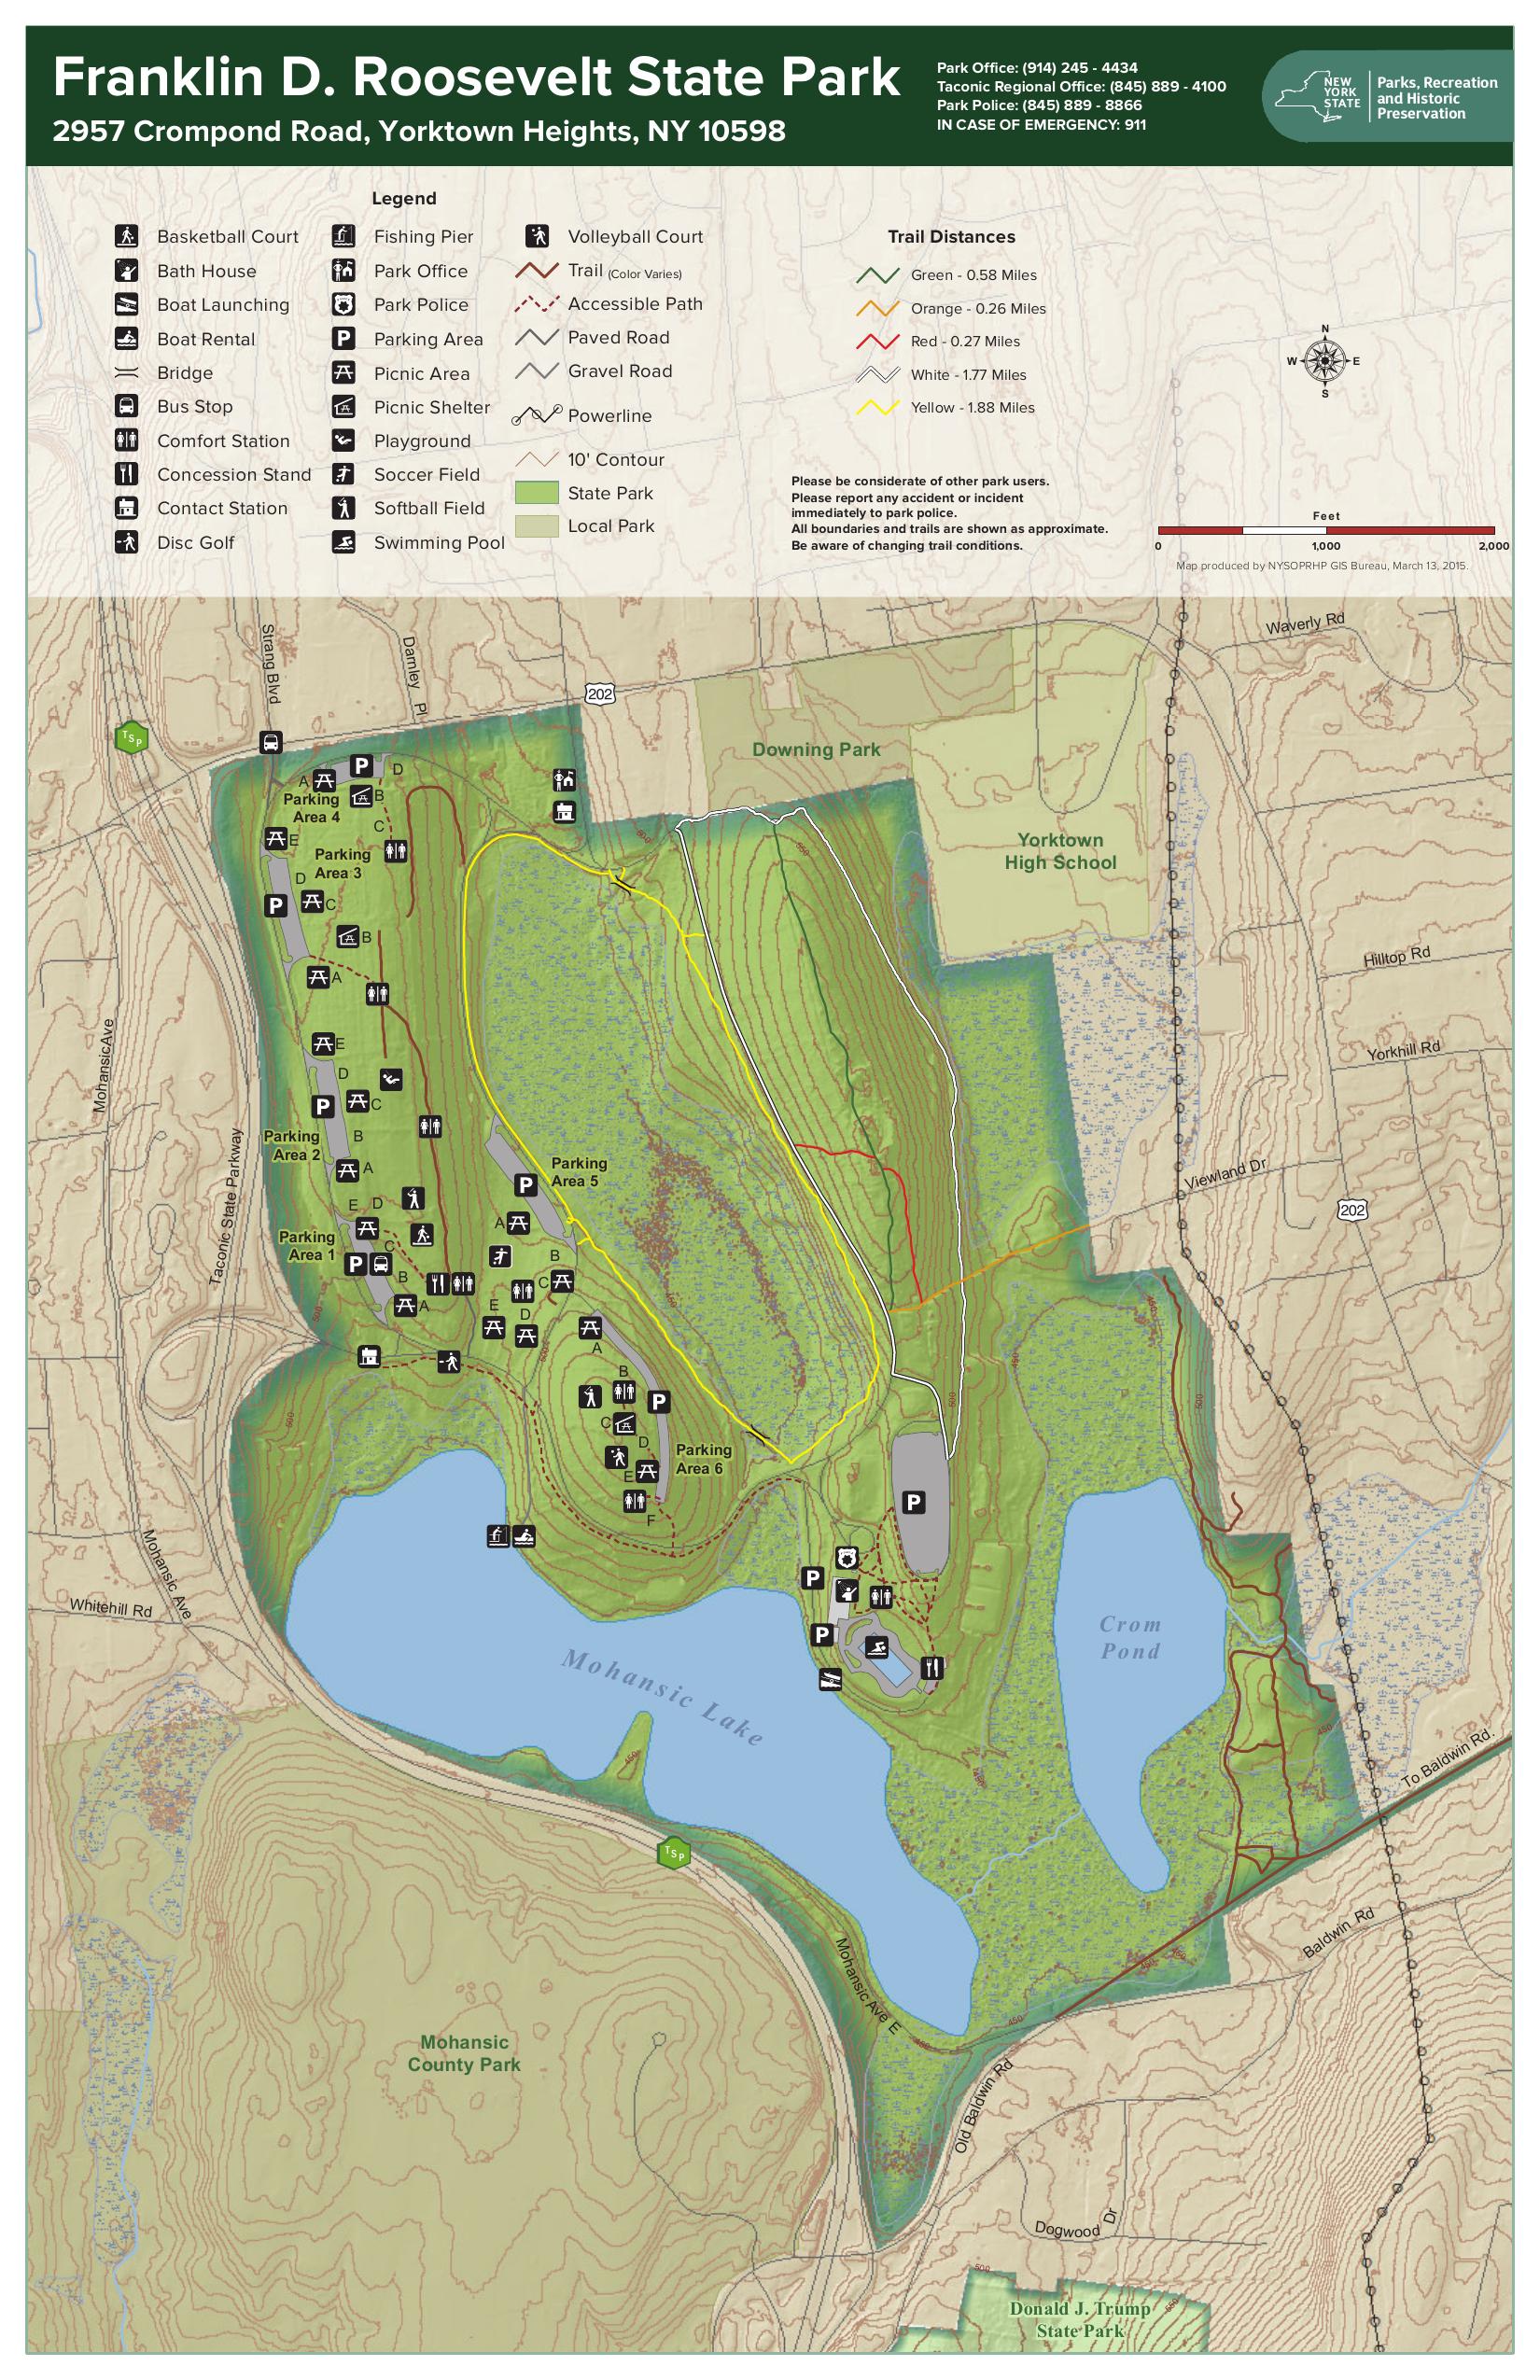 Franklin D. Roosevelt State Park
2957 Crompond Road, Yorktown Heights, NY 10598
Park Office: (914) 245 - 4434
Taconic Regional Office: (845) 889 - 4100
Park Police: (845) 889 - 8866
IN CASE OF EMERGENCY: 911
NEW
YORK
STATE
Parks, Recreation
and Historic
Preservation
Legend
Basketball Court
Bath House
Boat Launching
Boat Rental
Bridge
Bus Stop
Comfort Station
Concession Stand
Contact Station
Disc Golf
Fishing Pier
Park Office
Park Police
P Parking Area
Picnic Area
Picnic Shelter
Playground
Soccer Field
Softball Field
Swimming Pool
Volleyball Court
Trail (Color Varies)
Accessible Path
Paved Road
Gravel Road
Powerline
10' Contour
State Park
Local Park
Trail Distances
Green - 0.58 Miles
Orange - 0.26 Miles
Red - 0.27 Miles
White - 1.77 Miles
Yellow - 1.88 Miles
N
W E
S
Please be considerate of other park users.
Please report any accident or incident
immediately to park police.
All boundaries and trails are shown as approximate.
Be aware of changing trail conditions.
Feet
0 1,000 2,000
Map produced by NYSOPRHP GIS Bureau, March 13, 2015.
Waverly Rd
Strang Blvd
Damley Pl
202
TSP
Downing Park
Yorktown
High School
P
D
A
B
Parking
Area 4
C
E
Parking
Area 3
D
C
P
B
A
Hilltop Rd
Yorkhill Rd
Mohansic Ave
Taconic State Parkway
E
D
C
P
B
Parking
Area 2
A
Parking
Area 5
P
Viewland Dr
202
E D
A
Parking
Area 1
C
P
B
A
B
C
E
D
A
B
P
C
D
Parking
Area 6
E
F
P
P
P
Mohansic Ave
Whitehill Rd
Mohansic Lake
Crom
Pond
To Baldwin Rd.
TSP
Baldwin Rd
Mohansic Ave E
Mohansic
County Park
Old Baldwin Rd
Dogwood Dr
Donald J. Trump
State Park